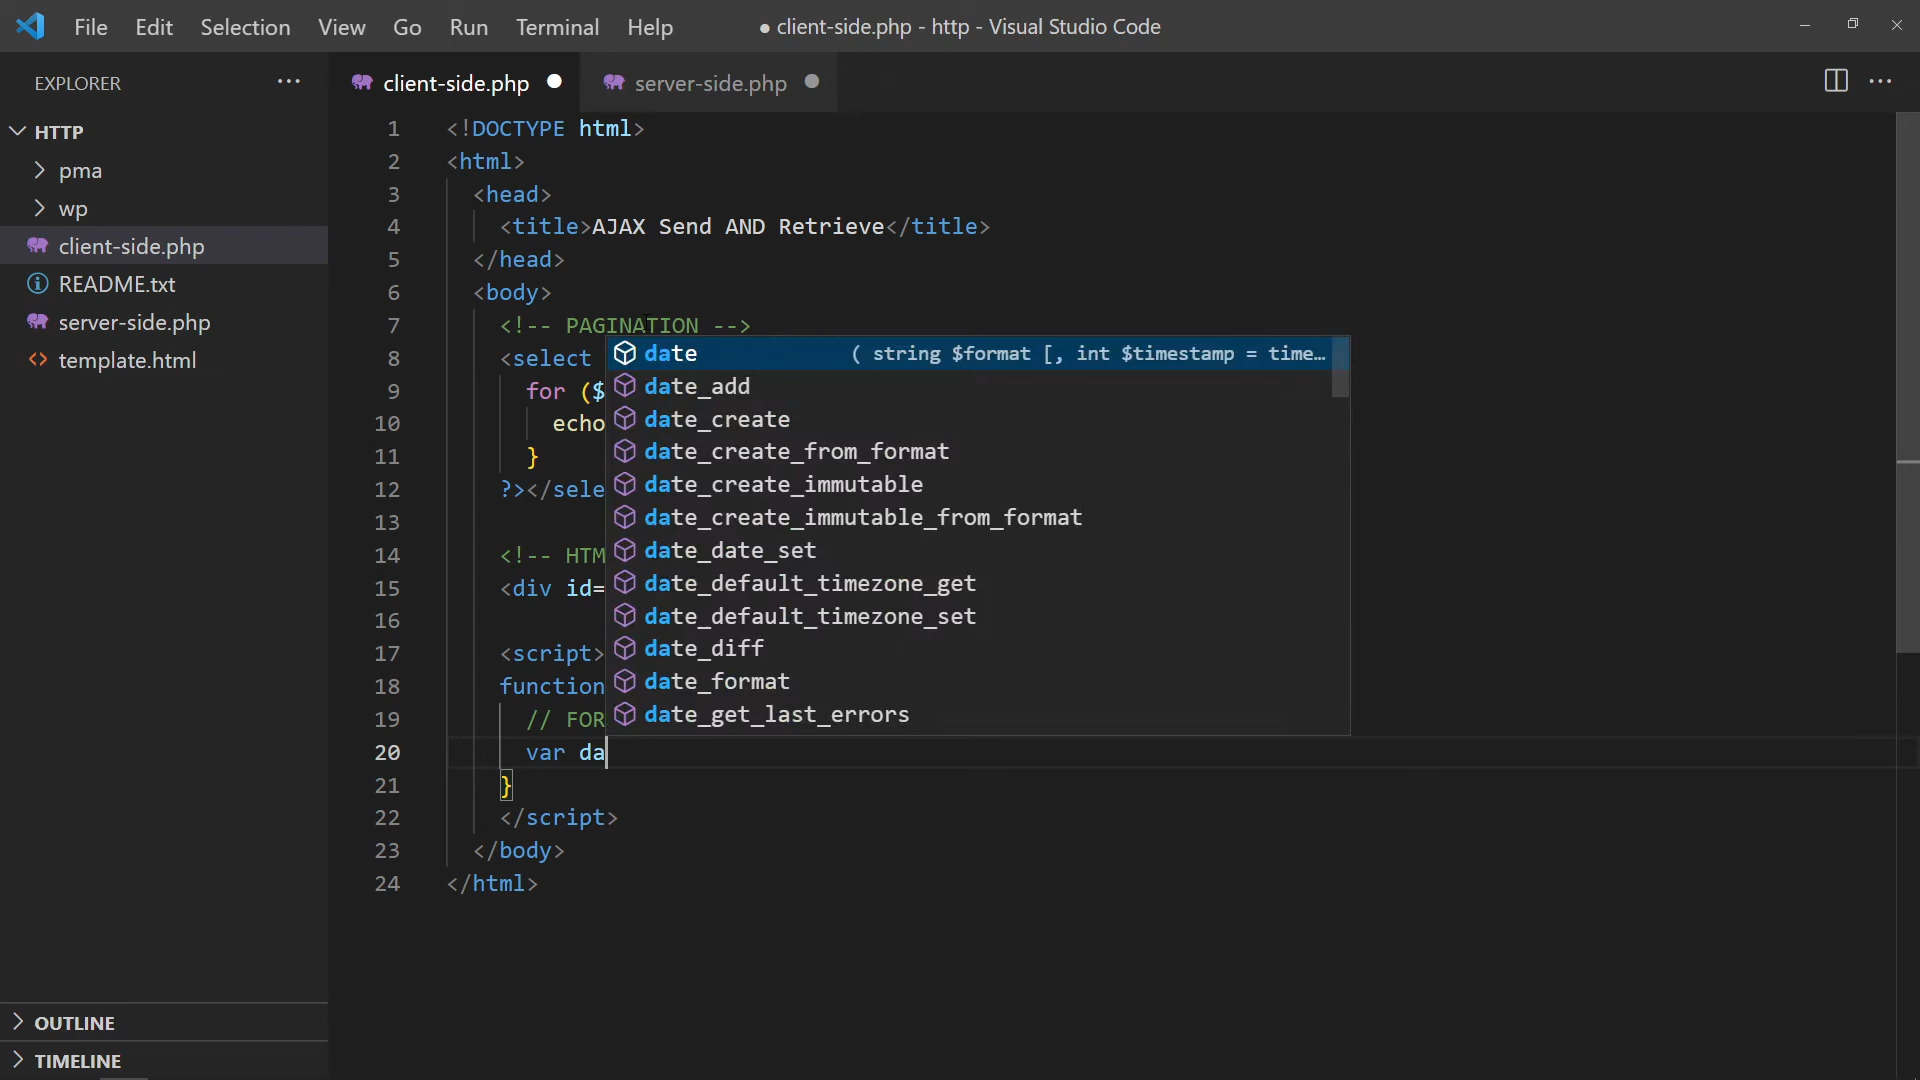 File Edit Selection View Go Run Terminal Help ● client-side.php - http - Visual Studio Code
EXPLORER ···
client-side.php ●
server-side.php ●
HTTP
pma
wp
client-side.php
README.txt
server-side.php
template.html
1 <!DOCTYPE html>
2 <html>
3 <head>
4 <title>AJAX Send AND Retrieve</title>
5 </head>
6 <body>
7 <!-- PAGINATION -->
8 <select
9 for ($
10 echo
11 }
12 ?></sele
13
14 <!-- HTM
15 <div id=
16
17 <script>
18 function
19 // FOR
20 var da
21 }
22 </script>
23 </body>
24 </html>
date ( string $format [, int $timestamp = time…
date_add
date_create
date_create_from_format
date_create_immutable
date_create_immutable_from_format
date_date_set
date_default_timezone_get
date_default_timezone_set
date_diff
date_format
date_get_last_errors
OUTLINE
TIMELINE